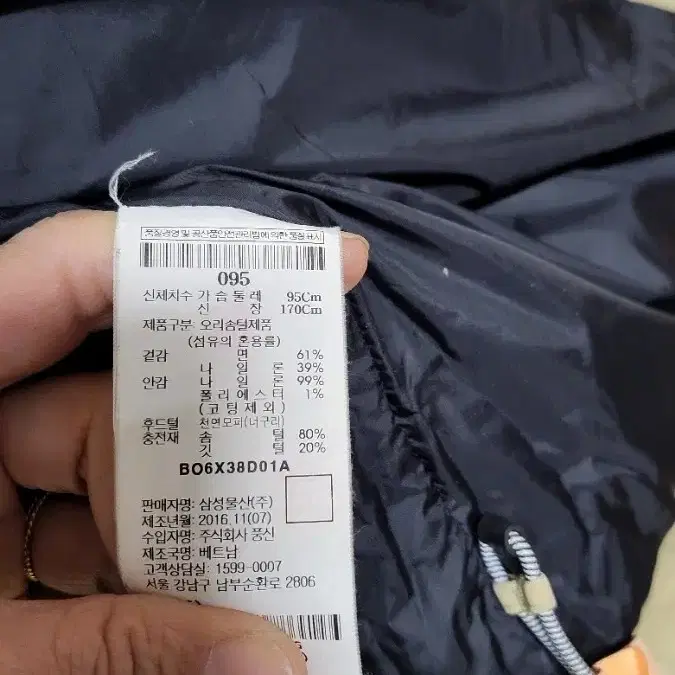 품질경영 및 공산품안전관리법에 의한 품질 표시
095
신체치수 가 슴 둘 레 95Cm
신 장 170Cm
제품구분: 오리솜털제품
(섬유의 혼용률)
겉감 면 61%
나 일 론 39%
안감 나 일 론 99%
폴 리 에 스 터 1%
( 코 팅 제 외 )
후드털 천연모피(너구리)
충전재 솜 털 80%
깃 털 20%
BO6X38D01A
판매자명: 삼성물산(주)
제조년월: 2016.11(07)
수입자명: 주식회사 풍신
제조국명: 베트남
고객상담실: 1599-0007
서울 강남구 남부순환로 2806